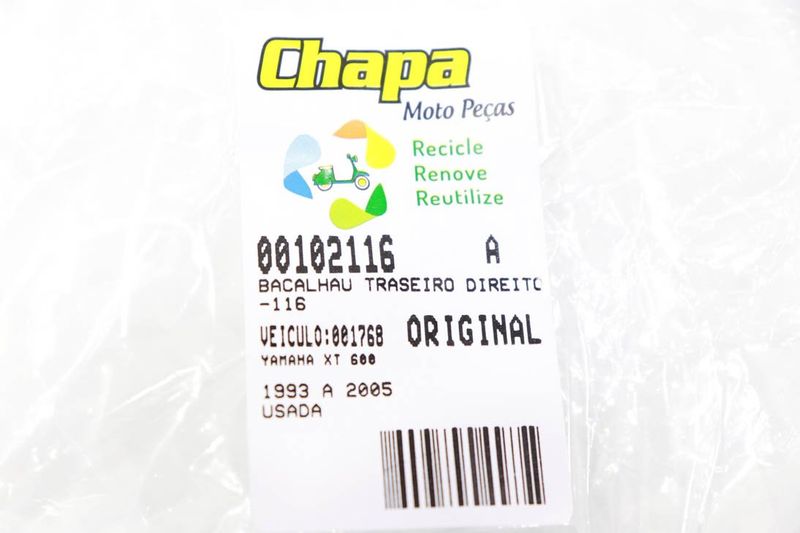 Chapa
Moto Peças
Recicle
Renove
Reutilize
00102116 A
BACALHAU TRASEIRO DIREITO
-116
VEICULO:001768 ORIGINAL
YAMAHA XT 600
1993 A 2005
USADA